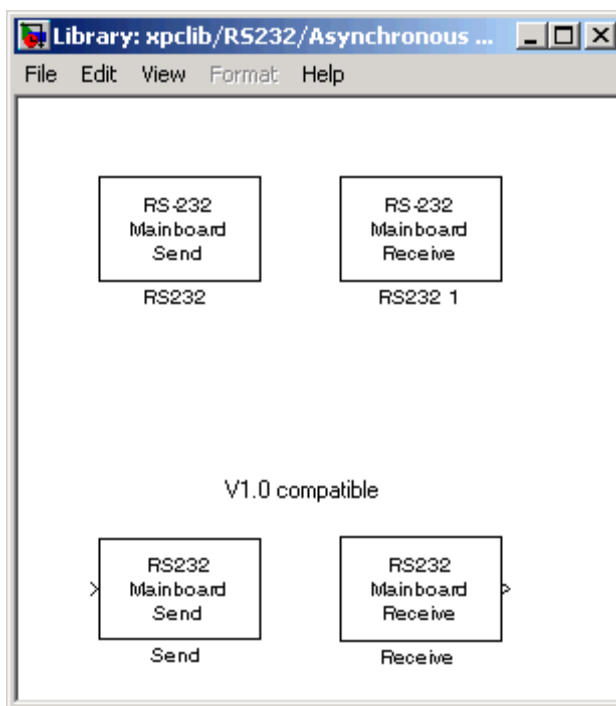 Library: xpclib/RS232/Asynchronous ...
File Edit View Format Help
RS-232
Mainboard
Send
RS232
RS-232
Mainboard
Receive
RS232 1
V1.0 compatible
RS232
Mainboard
Send
Send
RS232
Mainboard
Receive
Receive